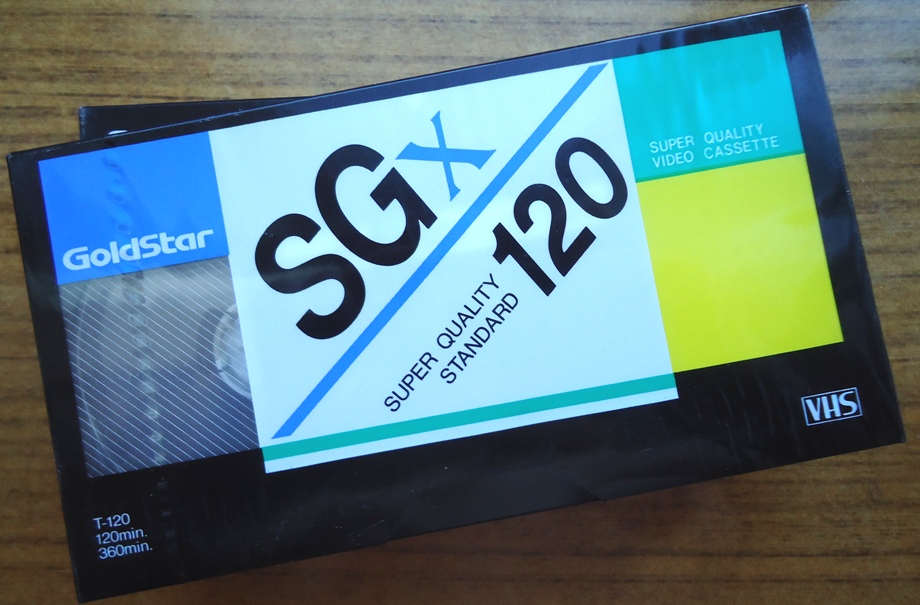 GoldStar
SGx
120
SUPER QUALITY
STANDARD
SUPER QUALITY
VIDEO CASSETTE
VHS
T-120
120min.
360min.